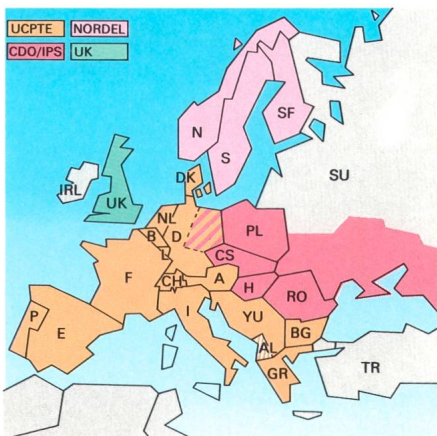 UCPTE NORDEL
CDO/IPS UK
N
S
SF
SU
IRL
UK
DK
NL
B
D
L
PL
CS
F
CH
A
H
RO
I
YU
P
E
BG
AL
GR
TR